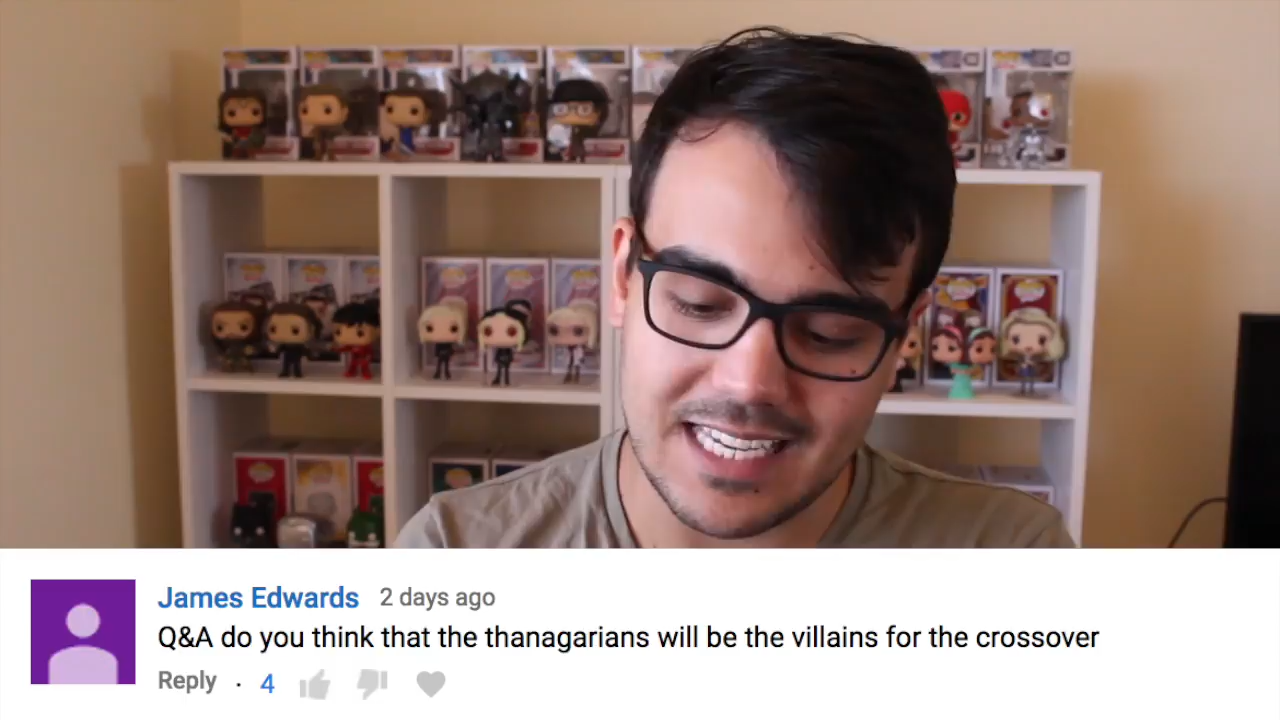 James Edwards 2 days ago
Q&A do you think that the thanagarians will be the villains for the crossover
Reply · 4